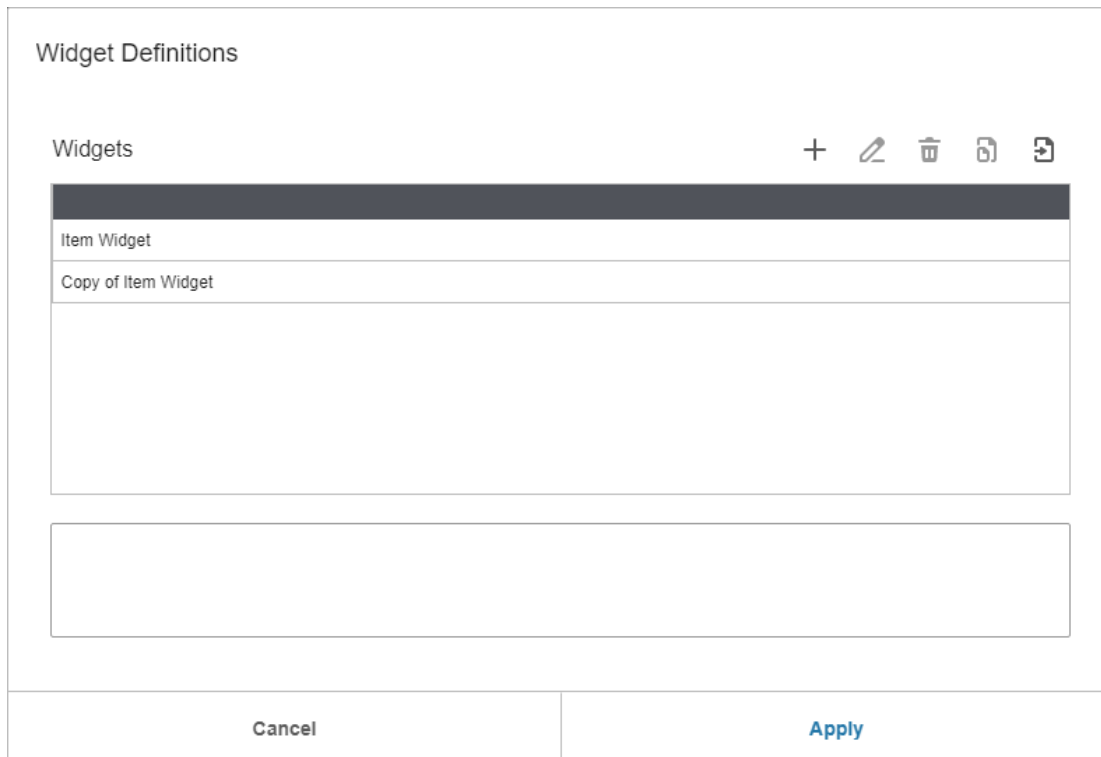 Widget Definitions
Widgets
Item Widget
Copy of Item Widget
Cancel
Apply